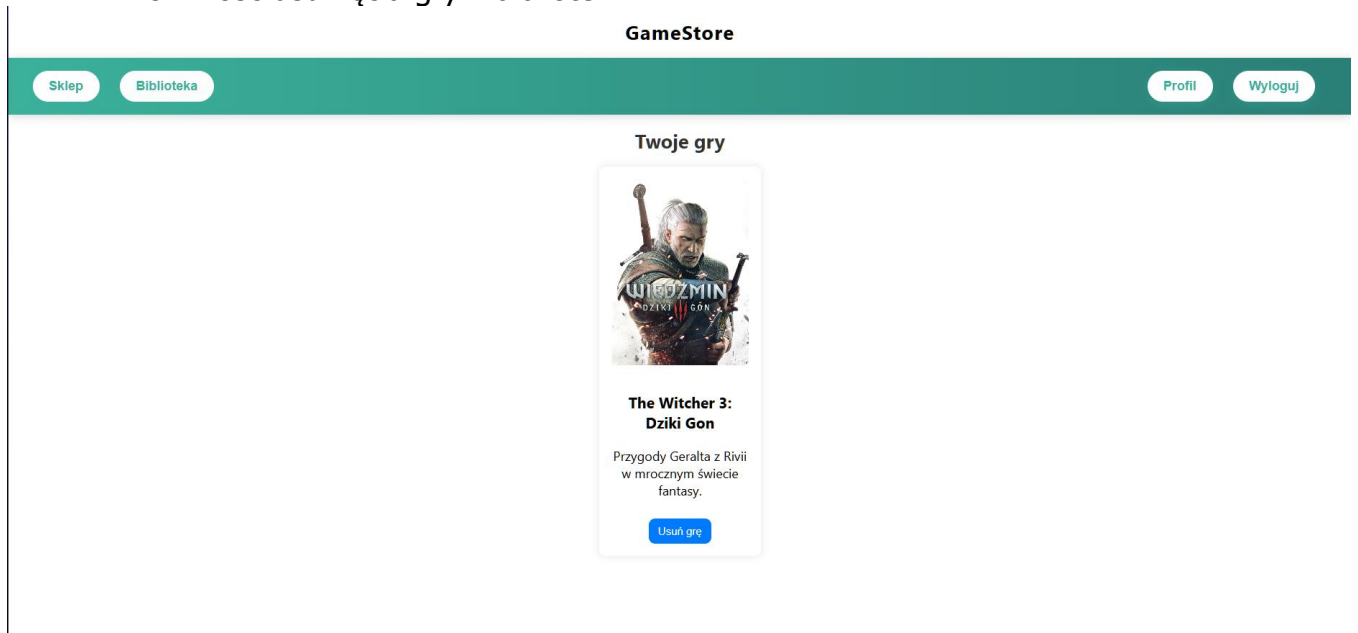 GameStore
Sklep Biblioteka Profil Wyloguj
Twoje gry
WIEDŹMIN
DZIKI GON
The Witcher 3:
Dziki Gon
Przygody Geralta z Rivii
w mrocznym świecie
fantasy.
Usuń grę